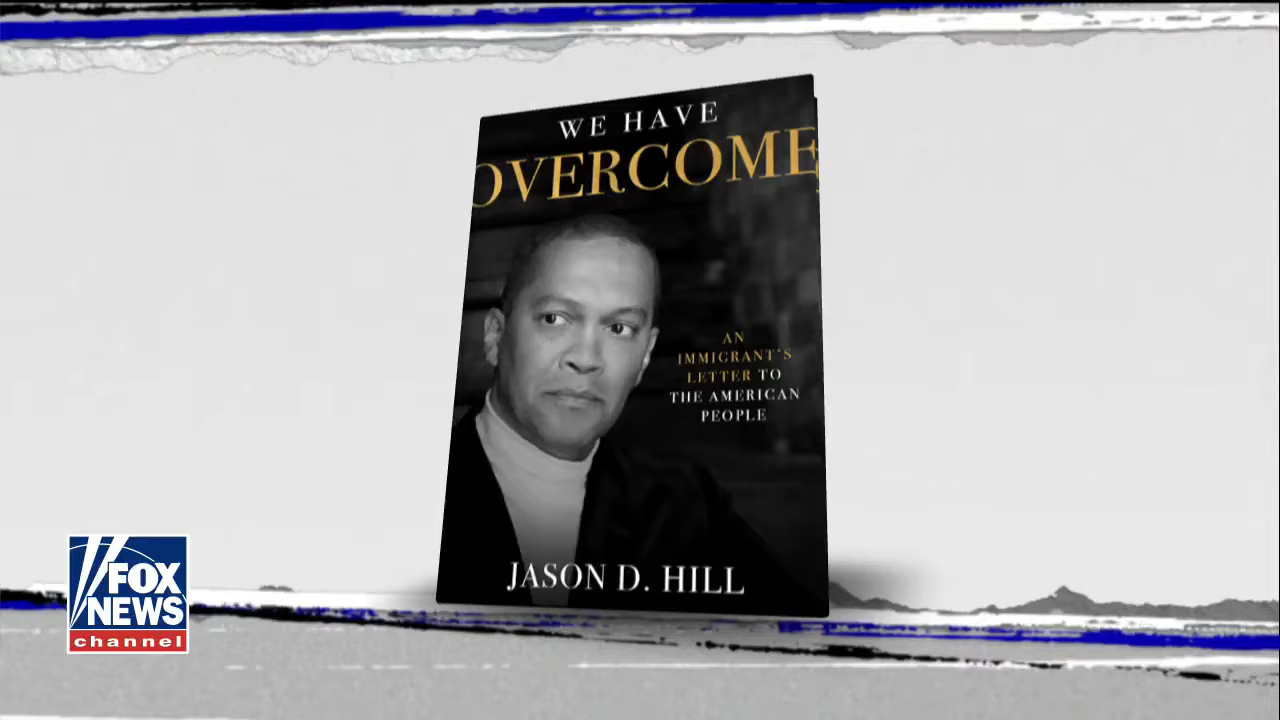 WE HAVE
OVERCOME
AN
IMMIGRANT'S
LETTER TO
THE AMERICAN
PEOPLE
JASON D. HILL
FOX
NEWS
channel